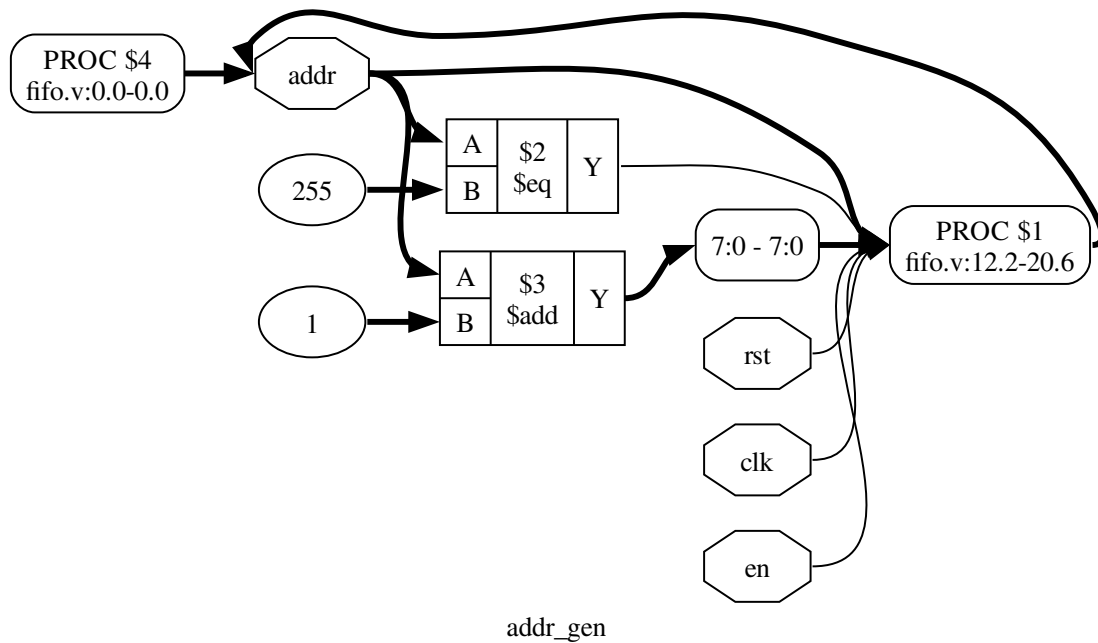 PROC $4
fifo.v:0.0-0.0
addr
255
A
B
$2
$eq
Y
1
A
B
$3
$add
Y
7:0 - 7:0
PROC $1
fifo.v:12.2-20.6
rst
clk
en
addr_gen